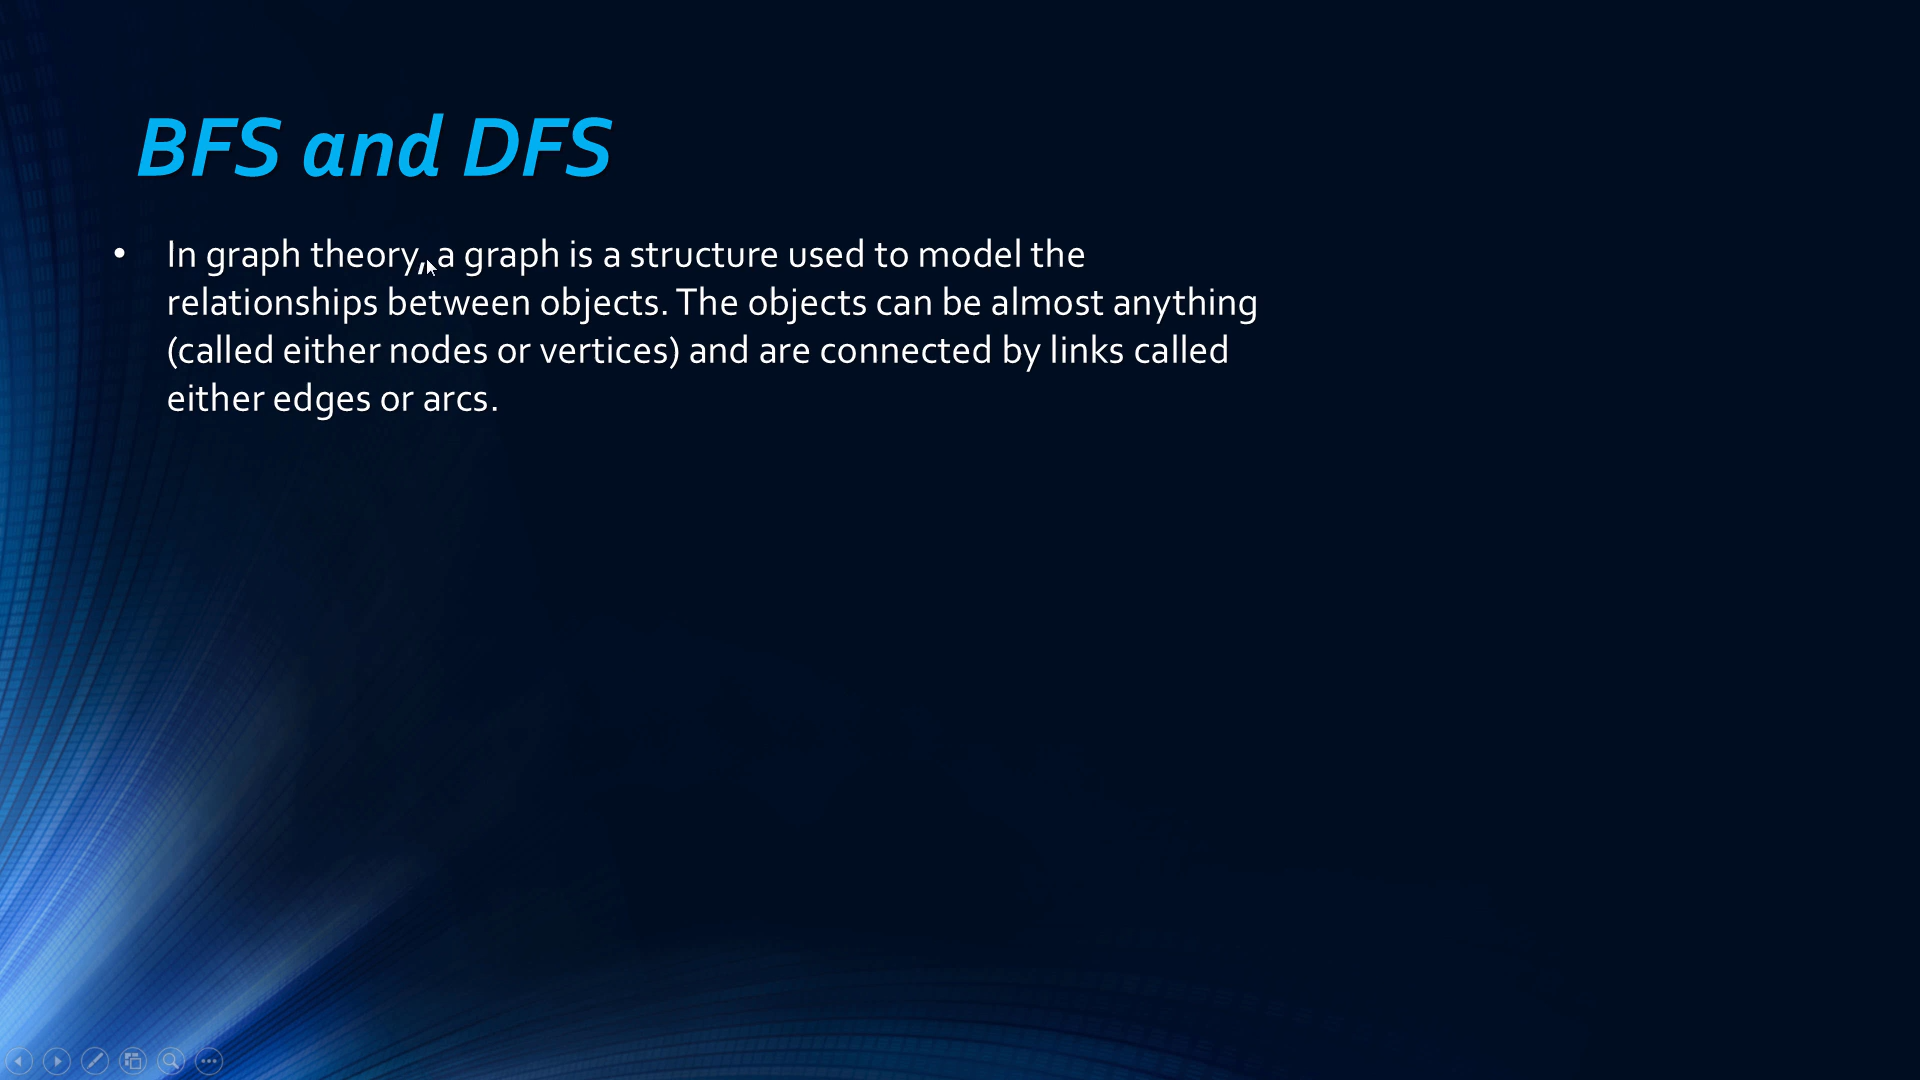 BFS and DFS
• In graph theory, a graph is a structure used to model the
relationships between objects. The objects can be almost anything
(called either nodes or vertices) and are connected by links called
either edges or arcs.